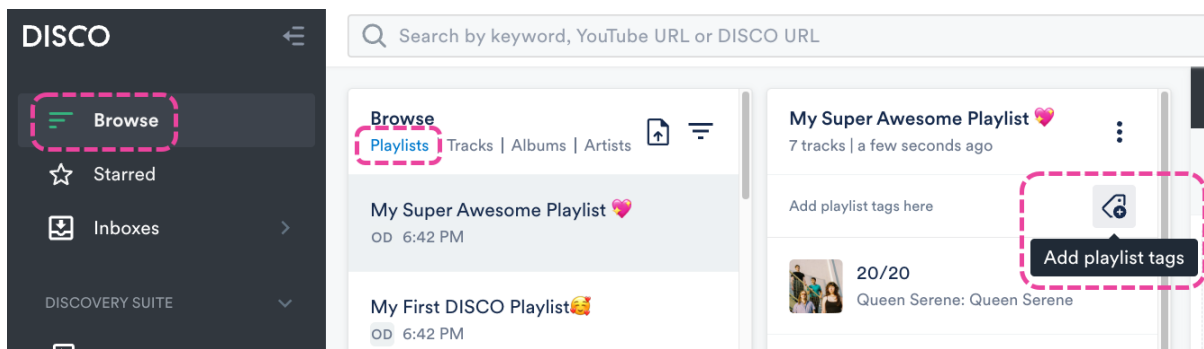 DISCO
Search by keyword, YouTube URL or DISCO URL
Browse
Starred
Inboxes
DISCOVERY SUITE
Browse
Playlists | Tracks | Albums | Artists
My Super Awesome Playlist 💖
OD 6:42 PM
My First DISCO Playlist🥰
OD 6:42 PM
My Super Awesome Playlist 💖
7 tracks | a few seconds ago
Add playlist tags here
Add playlist tags
20/20
Queen Serene: Queen Serene